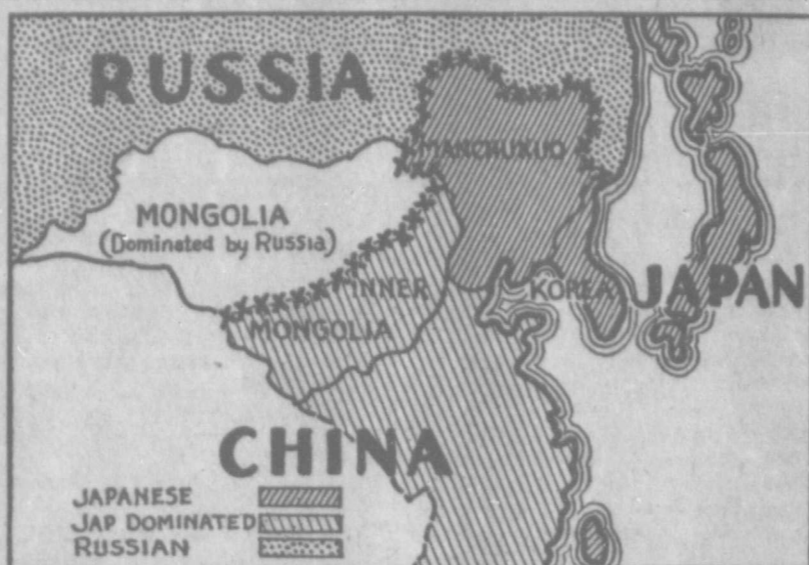 RUSSIA
MANCHUKUO
MONGOLIA
(Dominated by Russia)
INNER
MONGOLIA
KOREA
JAPAN
CHINA
JAPANESE
JAP DOMINATED
RUSSIAN